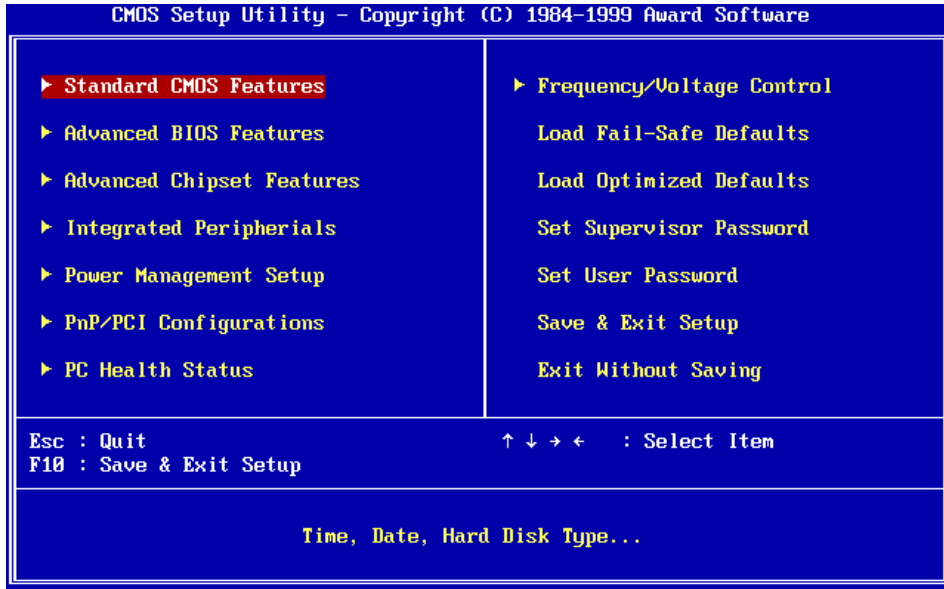 CMOS Setup Utility - Copyright (C) 1984-1999 Award Software
▶ Standard CMOS Features
▶ Advanced BIOS Features
▶ Advanced Chipset Features
▶ Integrated Peripherials
▶ Power Management Setup
▶ PnP/PCI Configurations
▶ PC Health Status
▶ Frequency/Voltage Control
Load Fail-Safe Defaults
Load Optimized Defaults
Set Supervisor Password
Set User Password
Save & Exit Setup
Exit Without Saving
Esc : Quit
F10 : Save & Exit Setup
↑ ↓ → ← : Select Item
Time, Date, Hard Disk Type...